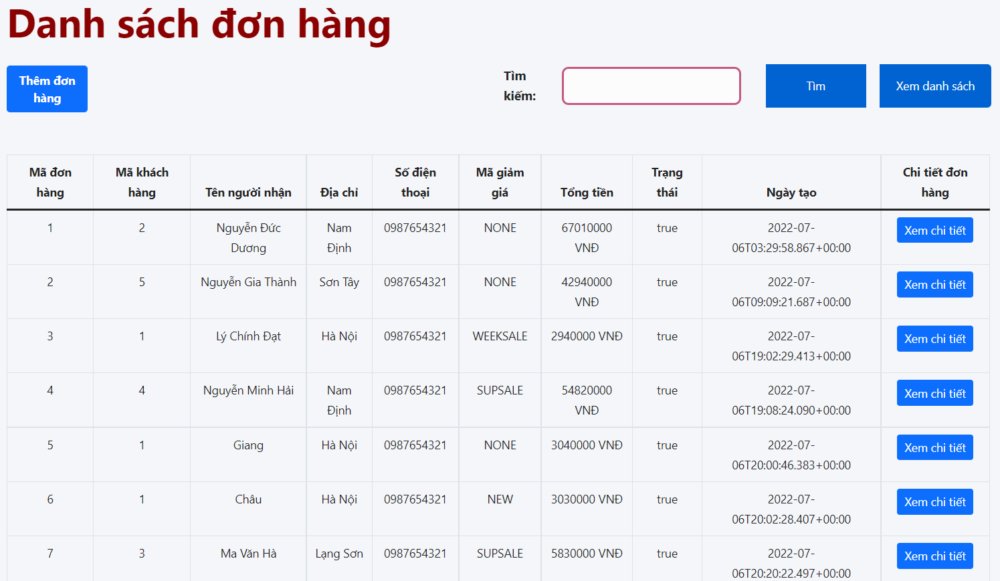 Danh sách đơn hàng
Thêm đơn
hàng
Tìm
kiếm:
Tìm
Xem danh sách
Mã đơn
hàng
Mã khách
hàng
Tên người nhận
Địa chỉ
Số điện
thoại
Mã giảm
giá
Tổng tiền
Trạng
thái
Ngày tạo
Chi tiết đơn
hàng
1
2
Nguyễn Đức
Dương
Nam
Định
0987654321
NONE
67010000
VNĐ
true
2022-07-
06T03:29:58.867+00:00
Xem chi tiết
2
5
Nguyễn Gia Thành
Sơn Tây
0987654321
NONE
42940000
VNĐ
true
2022-07-
06T09:09:21.687+00:00
Xem chi tiết
3
1
Lý Chính Đạt
Hà Nội
0987654321
WEEKSALE
2940000 VNĐ
true
2022-07-
06T19:02:29.413+00:00
Xem chi tiết
4
4
Nguyễn Minh Hải
Nam
Định
0987654321
SUPSALE
54820000
VNĐ
true
2022-07-
06T19:08:24.090+00:00
Xem chi tiết
5
1
Giang
Hà Nội
0987654321
NONE
3040000 VNĐ
true
2022-07-
06T20:00:46.383+00:00
Xem chi tiết
6
1
Châu
Hà Nội
0987654321
NEW
3030000 VNĐ
true
2022-07-
06T20:02:28.407+00:00
Xem chi tiết
7
3
Ma Văn Hà
Lạng Sơn
0987654321
SUPSALE
5830000 VNĐ
true
2022-07-
06T20:20:22.497+00:00
Xem chi tiết